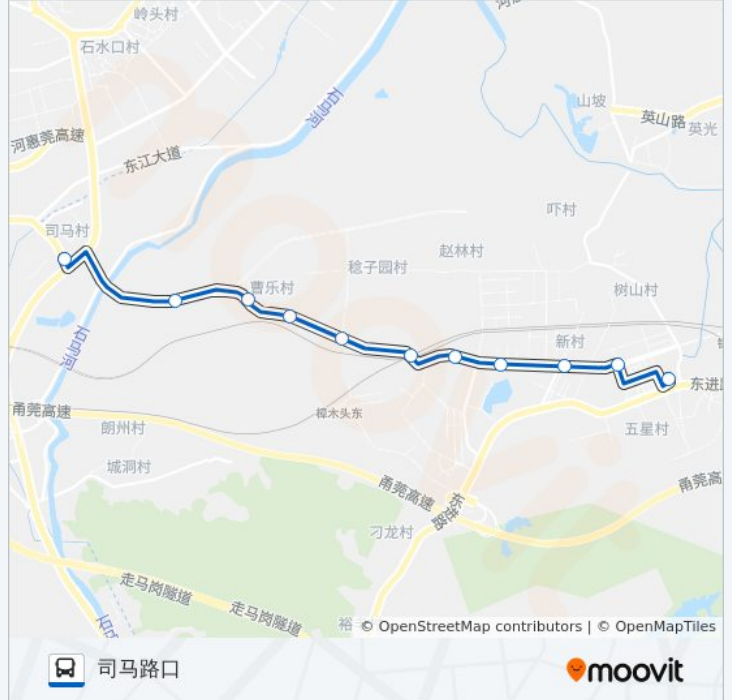 岭头村
石水口村
石马河
山坡
英山路
英光
河惠莞高速
东江大道
吓村
司马村
赵林村
稔子园村
曹乐村
树山村
石马河
新村
东进
甬莞高速
樟木头东
朗州村
五星村
城洞村
甬莞高速
甬莞高
东进路
刁龙村
走马岗隧道
走马岗隧道
裕
© OpenStreetMap contributors | © OpenMapTiles
司马路口
moovit